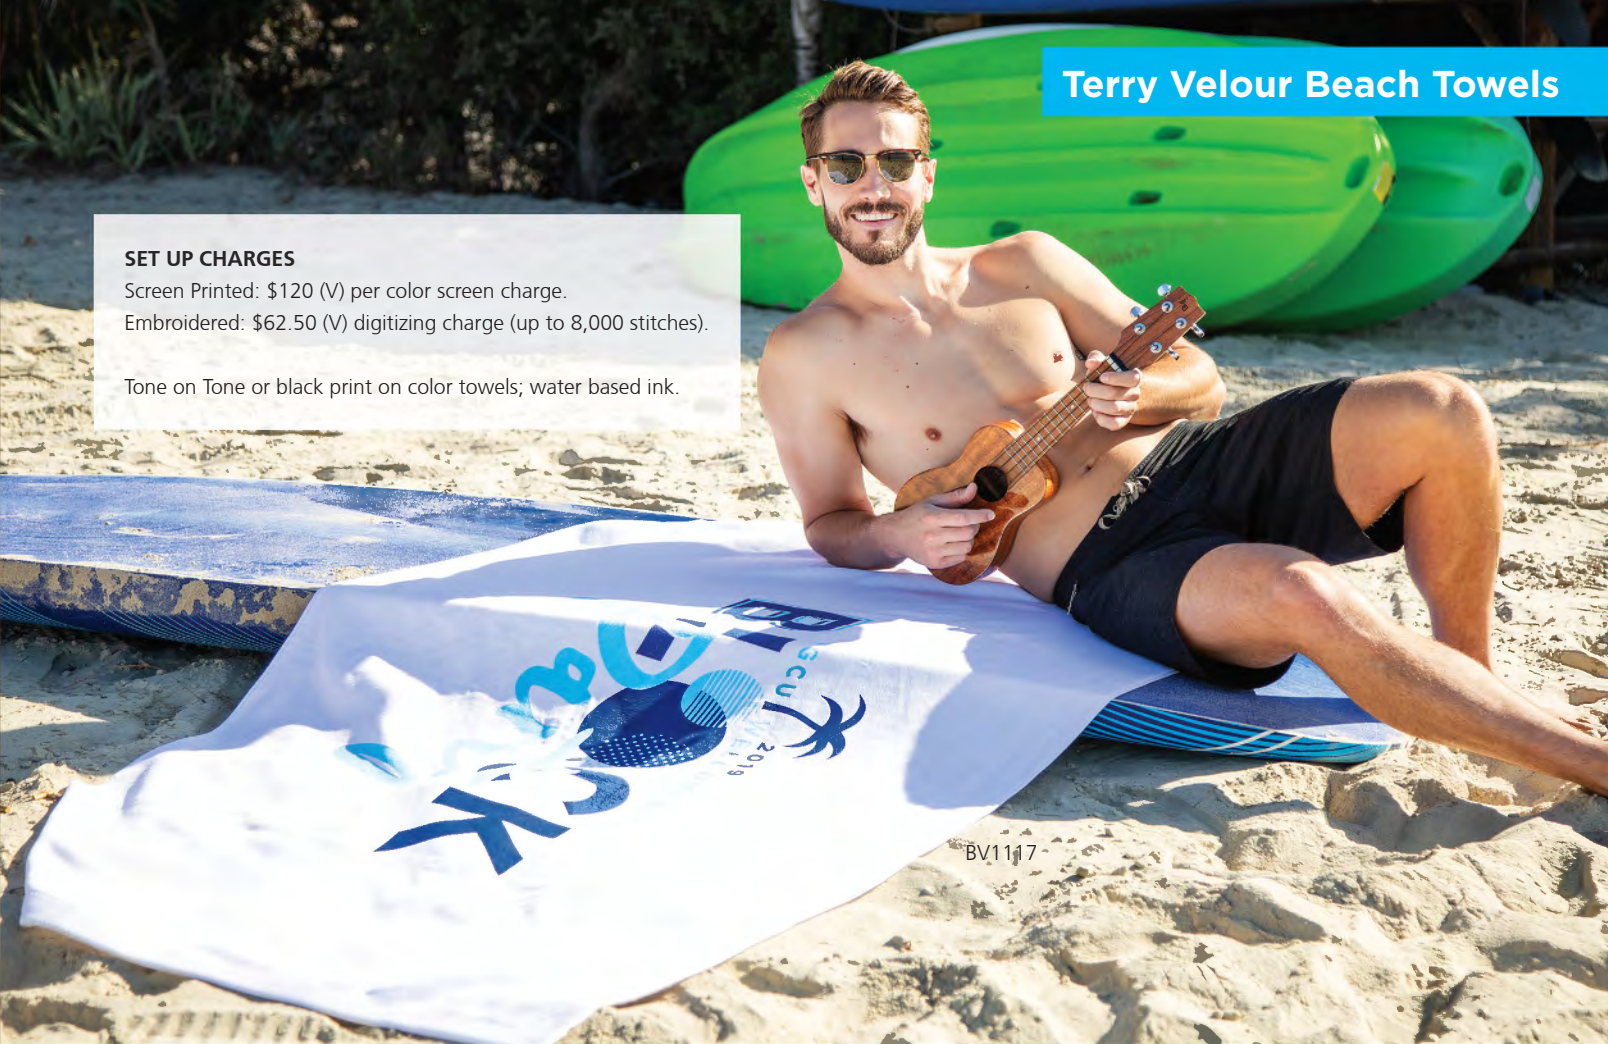 Terry Velour Beach Towels
SET UP CHARGES
Screen Printed: $120 (V) per color screen charge.
Embroidered: $62.50 (V) digitizing charge (up to 8,000 stitches).
Tone on Tone or black print on color towels; water based ink.
2019
BV1117